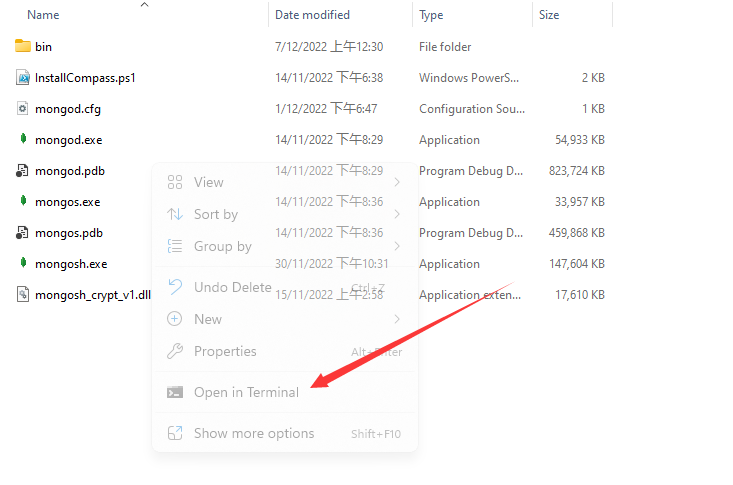 Name Date modified Type Size
bin 7/12/2022 上午12:30 File folder
InstallCompass.ps1 14/11/2022 下午6:38 Windows PowerS... 2 KB
mongod.cfg 1/12/2022 下午6:47 Configuration Sou... 1 KB
mongod.exe 14/11/2022 下午8:29 Application 54,933 KB
mongod.pdb 14/11/2022 下午8:29 Program Debug D... 823,724 KB
View
mongos.exe 14/11/2022 下午8:36 Application 33,957 KB
Sort by
mongos.pdb 14/11/2022 下午8:36 Program Debug D... 459,868 KB
Group by
mongosh.exe 30/11/2022 下午10:31 Application 147,604 KB
Undo Delete Ctrl+Z
mongosh_crypt_v1.dll 15/11/2022 上午2:58 Application exten... 17,610 KB
New
Properties Alt+Enter
Open in Terminal
Show more options Shift+F10